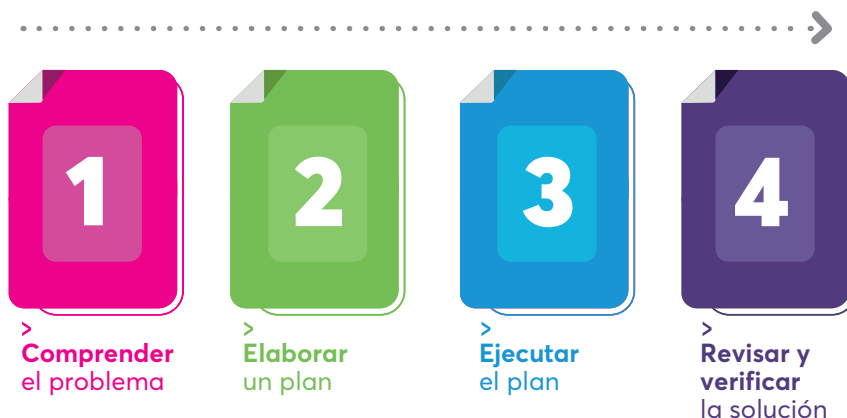 1
2
3
4
>
Comprender
el problema
>
Elaborar
un plan
>
Ejecutar
el plan
>
Revisar y
verificar
la solución